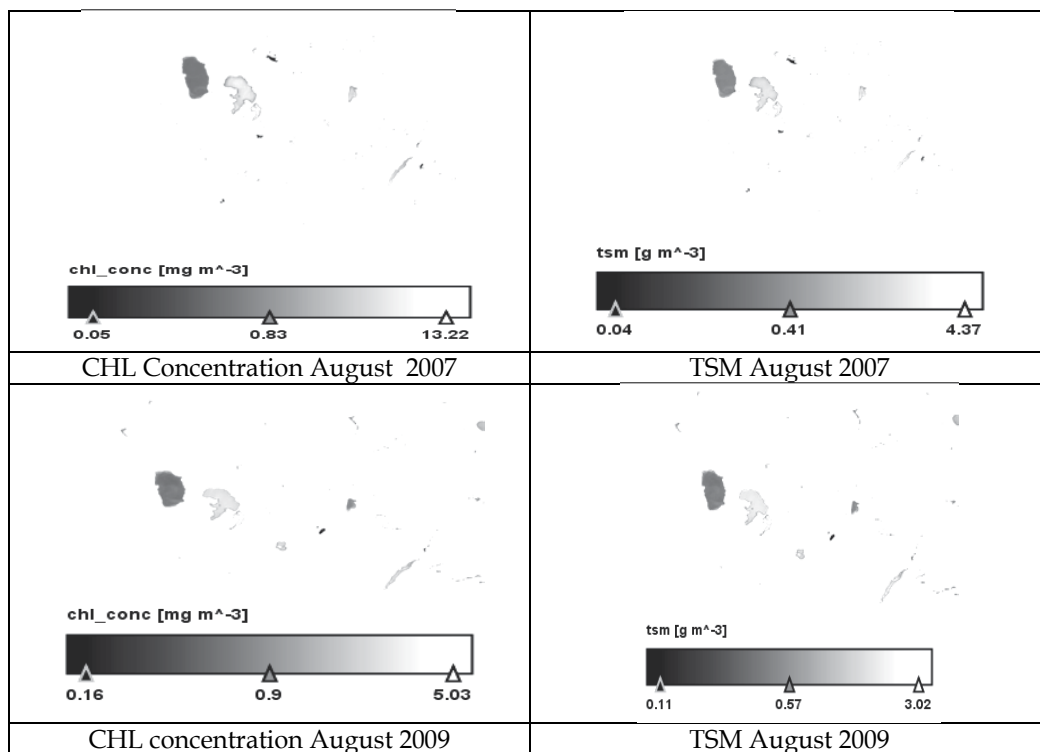 chl_conc [mg m^-3]
0.05 0.83 13.22
CHL Concentration August 2007
tsm [g m^-3]
0.04 0.41 4.37
TSM August 2007
chl_conc [mg m^-3]
0.16 0.9 5.03
CHL concentration August 2009
tsm [g m^-3]
0.11 0.57 3.02
TSM August 2009